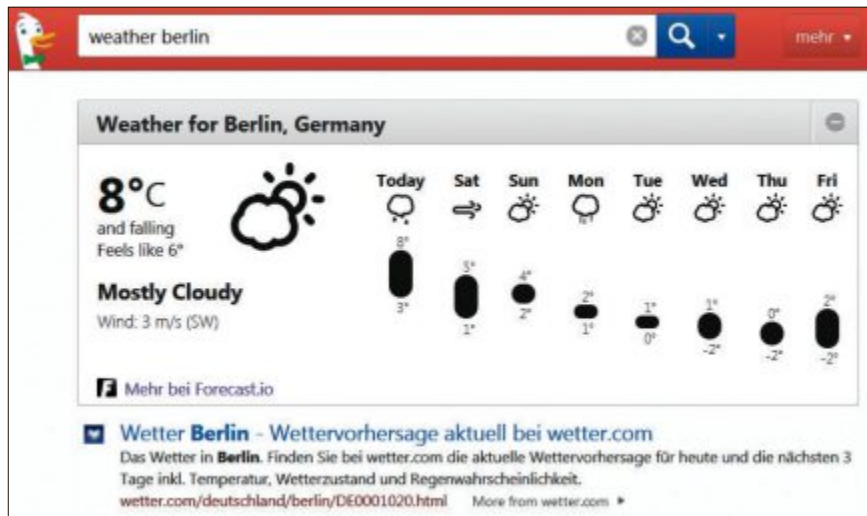 weather berlin
mehr
Weather for Berlin, Germany
8°C
and falling
Feels like 6°
Mostly Cloudy
Wind: 3 m/s (SW)
Today Sat Sun Mon Tue Wed Thu Fri
8° 5° 4° 2° 1° 1° 0° 2°
3° 1° 2° 1° 0° -2° -2° -2°
Mehr bei Forecast.io
Wetter Berlin - Wettervorhersage aktuell bei wetter.com
Das Wetter in Berlin. Finden Sie bei wetter.com die aktuelle Wettervorhersage für heute und die nächsten 3
Tage inkl. Temperatur, Wetterzustand und Regenwahrscheinlichkeit.
wetter.com/deutschland/berlin/DE0001020.html More from wetter.com